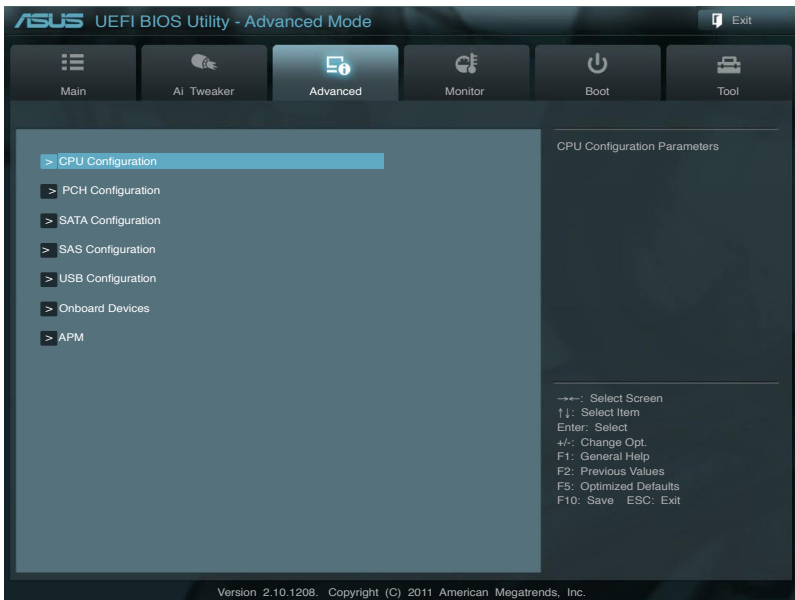 ASUS UEFI BIOS Utility - Advanced Mode
Exit
Main
Ai Tweaker
Advanced
Monitor
Boot
Tool
CPU Configuration Parameters
> CPU Configuration
> PCH Configuration
> SATA Configuration
> SAS Configuration
> USB Configuration
> Onboard Devices
> APM
→←: Select Screen
↑↓: Select Item
Enter: Select
+/-: Change Opt.
F1: General Help
F2: Previous Values
F5: Optimized Defaults
F10: Save ESC: Exit
Version 2.10.1208. Copyright (C) 2011 American Megatrends, Inc.